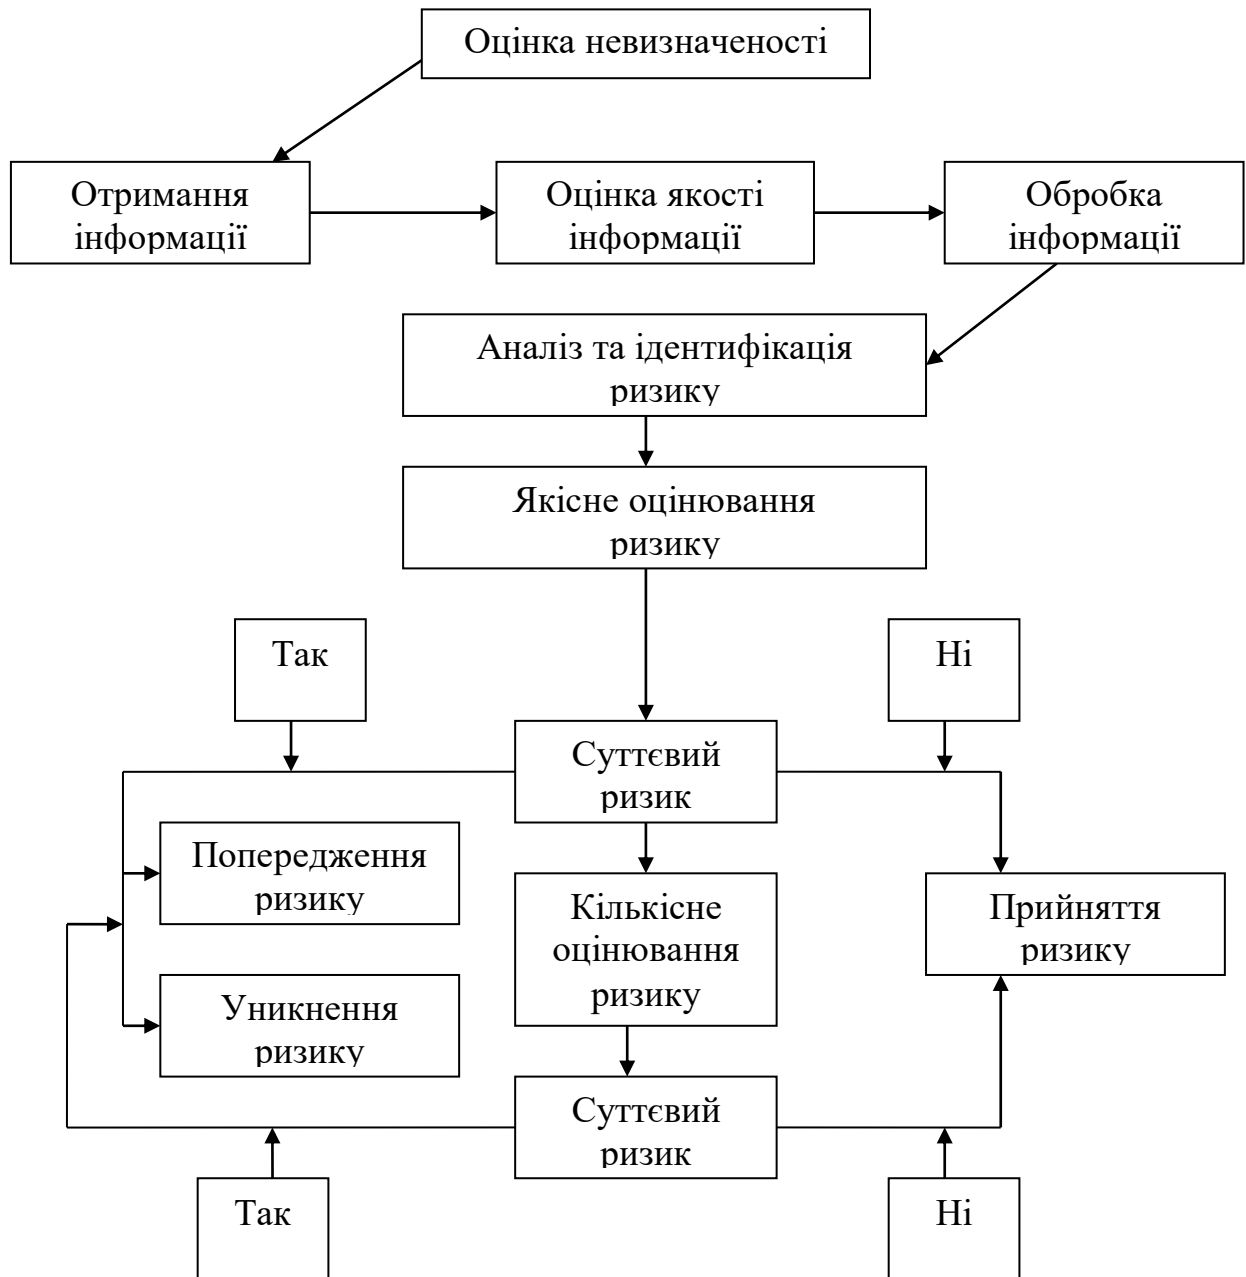 Оцінка невизначеності
Отримання
інформації
Оцінка якості
інформації
Обробка
інформації
Аналіз та ідентифікація
ризику
Якісне оцінювання
ризику
Так
Ні
Суттєвий
ризик
Попередження
ризику
Кількісне
оцінювання
ризику
Прийняття
ризику
Уникнення
ризику
Суттєвий
ризик
Так
Ні